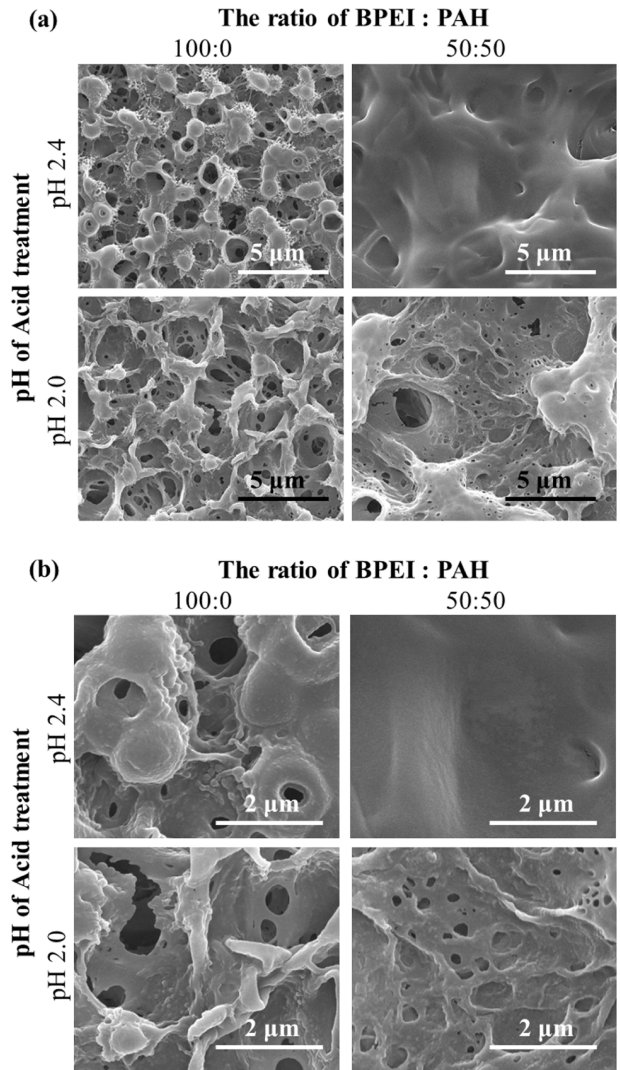 (a)
The ratio of BPEI : PAH
100:0
50:50
pH of Acid treatment
pH 2.4
5 μm
5 μm
pH 2.0
5 μm
5 μm
(b)
The ratio of BPEI : PAH
100:0
50:50
pH of Acid treatment
pH 2.4
2 μm
2 μm
pH 2.0
2 μm
2 μm